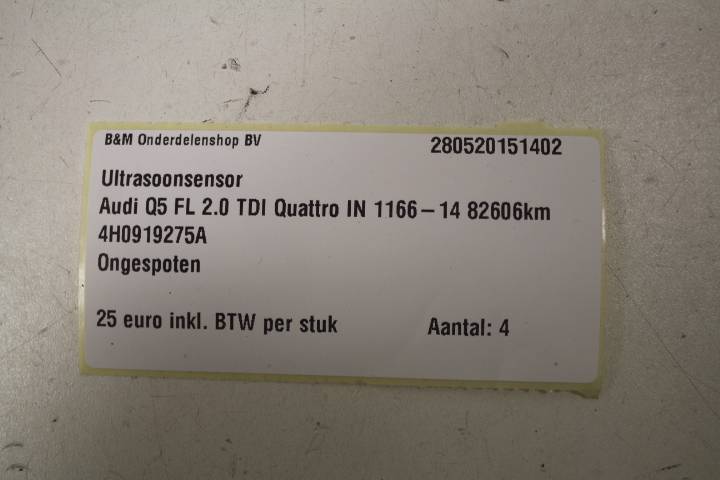 B&M Onderdelenshop BV 280520151402
Ultrasoonsensor
Audi Q5 FL 2.0 TDI Quattro IN 1166-14 82606km
4H0919275A
Ongespoten
25 euro inkl. BTW per stuk Aantal: 4